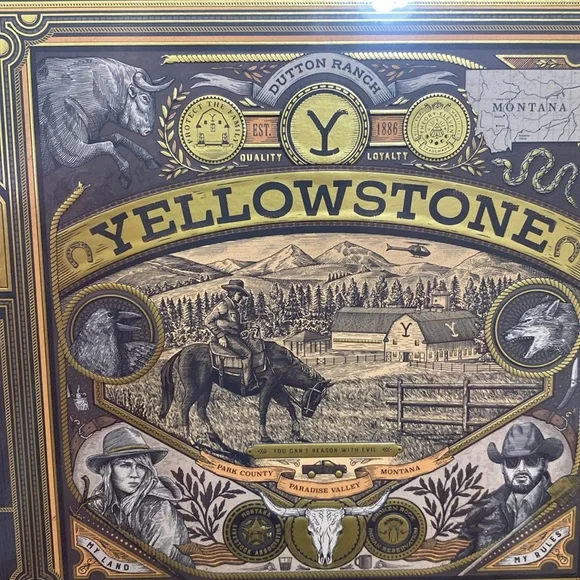 DUTTON RANCH
PROTECT THE FAMILY
EST.
Y
1886
QUALITY
LOYALTY
MONTANA
YELLOWSTONE
Y
Y
YOU CAN'T REASON WITH EVIL
PARK COUNTY
PARADISE VALLEY
MONTANA
MONTANA
MY LAND
MY RULES